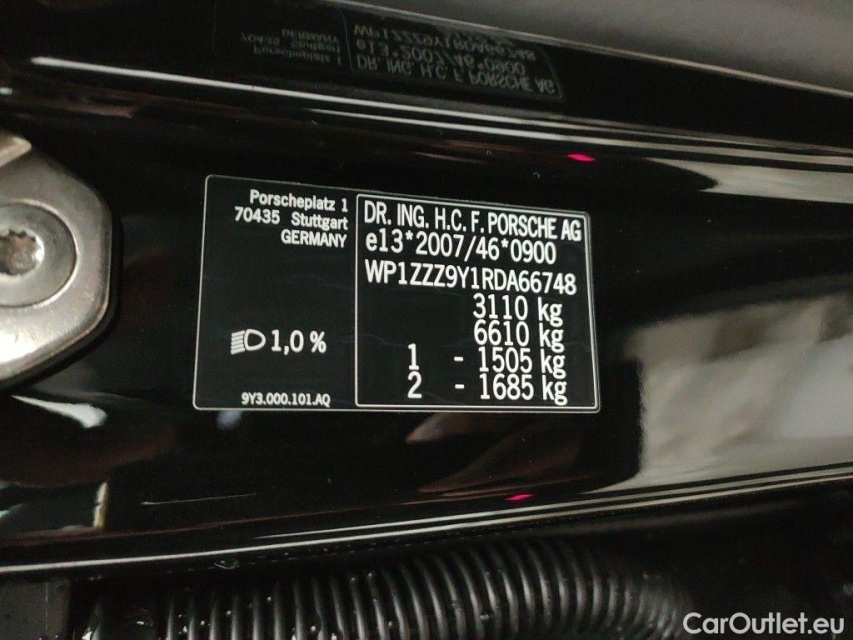 Porscheplatz 1
70435 Stuttgart
GERMANY
1,0 %
9Y3.000.101.AQ
DR. ING. H.C. F. PORSCHE AG
e13*2007/46*0900
WP1ZZZ9Y1RDA66748
3110 kg
6610 kg
1 - 1505 kg
2 - 1685 kg
CarOutlet.eu